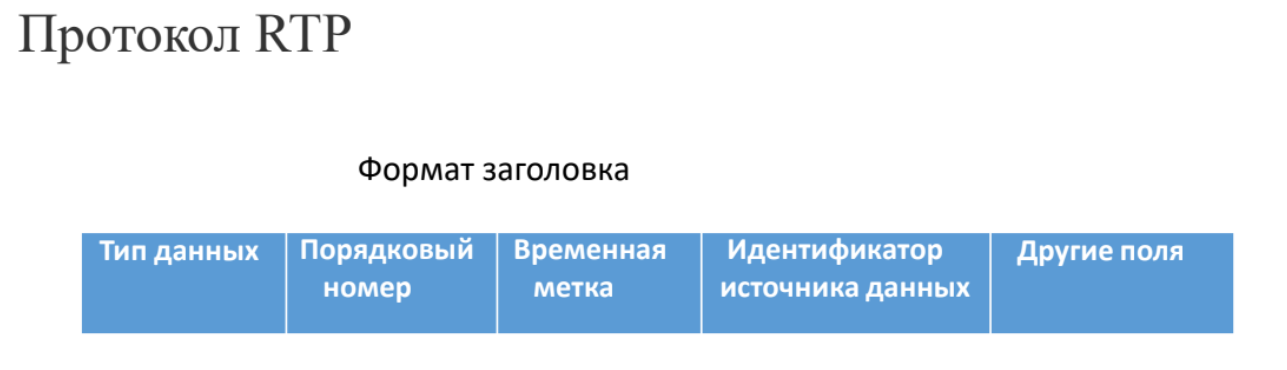 Протокол RTP
Формат заголовка
Тип данных
Порядковый
номер
Временная
метка
Идентификатор
источника данных
Другие поля